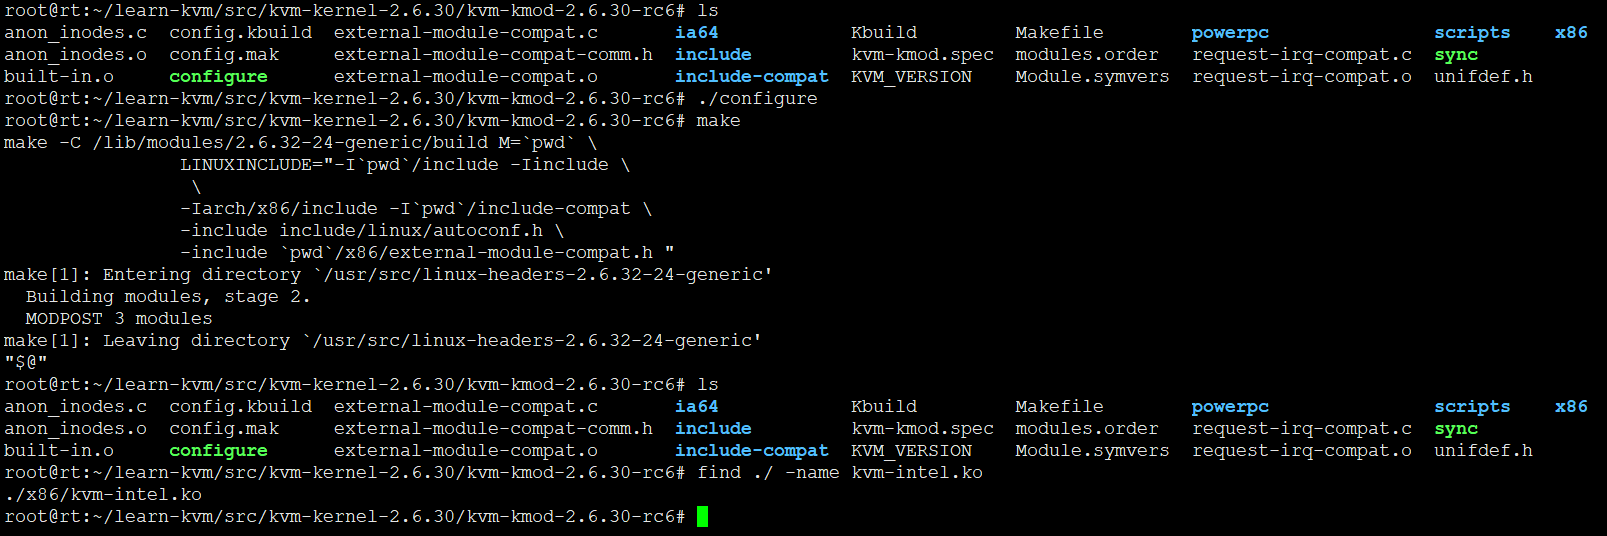 root@rt:~/learn-kvm/src/kvm-kernel-2.6.30/kvm-kmod-2.6.30-rc6# ls
anon_inodes.c  config.kbuild  external-module-compat.c       ia64            Kbuild         Makefile        powerpc               scripts    x86
anon_inodes.o  config.mak     external-module-compat-comm.h  include         kvm-kmod.spec  modules.order   request-irq-compat.c  sync
built-in.o     configure      external-module-compat.o       include-compat  KVM_VERSION    Module.symvers  request-irq-compat.o  unifdef.h
root@rt:~/learn-kvm/src/kvm-kernel-2.6.30/kvm-kmod-2.6.30-rc6# ./configure
root@rt:~/learn-kvm/src/kvm-kernel-2.6.30/kvm-kmod-2.6.30-rc6# make
make -C /lib/modules/2.6.32-24-generic/build M=`pwd` \
                LINUXINCLUDE="-I`pwd`/include -Iinclude \
                 \
                -Iarch/x86/include -I`pwd`/include-compat \
                -include include/linux/autoconf.h \
                -include `pwd`/x86/external-module-compat.h "
make[1]: Entering directory `/usr/src/linux-headers-2.6.32-24-generic'
  Building modules, stage 2.
  MODPOST 3 modules
make[1]: Leaving directory `/usr/src/linux-headers-2.6.32-24-generic'
"$@"
root@rt:~/learn-kvm/src/kvm-kernel-2.6.30/kvm-kmod-2.6.30-rc6# ls
anon_inodes.c  config.kbuild  external-module-compat.c       ia64            Kbuild         Makefile        powerpc               scripts    x86
anon_inodes.o  config.mak     external-module-compat-comm.h  include         kvm-kmod.spec  modules.order   request-irq-compat.c  sync
built-in.o     configure      external-module-compat.o       include-compat  KVM_VERSION    Module.symvers  request-irq-compat.o  unifdef.h
root@rt:~/learn-kvm/src/kvm-kernel-2.6.30/kvm-kmod-2.6.30-rc6# find ./ -name kvm-intel.ko
./x86/kvm-intel.ko
root@rt:~/learn-kvm/src/kvm-kernel-2.6.30/kvm-kmod-2.6.30-rc6#